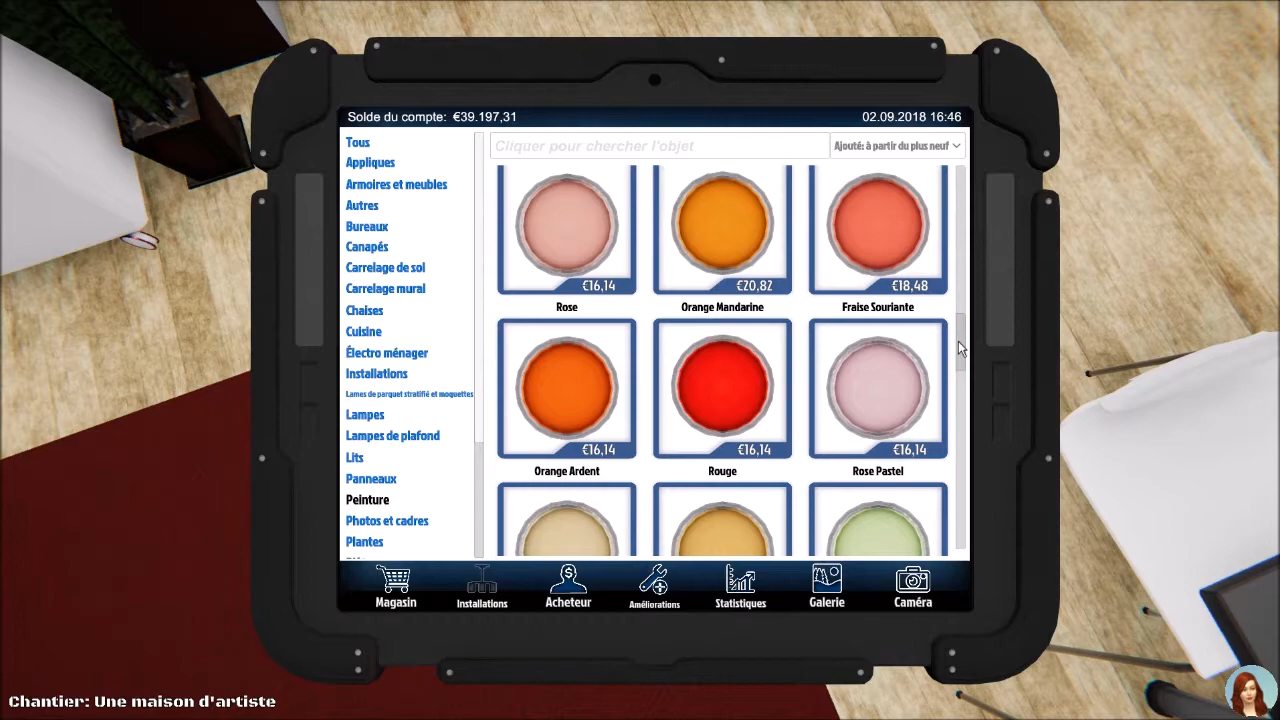 Solde du compte: €39.197,31
02.09.2018 16:46
Tous
Appliques
Armoires et meubles
Autres
Bureaux
Canapés
Carrelage de sol
Carrelage mural
Chaises
Cuisine
Électro ménager
Installations
Lames de parquet stratifié et moquettes
Lampes
Lampes de plafond
Lits
Panneaux
Peinture
Photos et cadres
Plantes
Cliquer pour chercher l'objet
Ajouté: à partir du plus neuf
€16,14
€20,82
€18,48
Rose
Orange Mandarine
Fraise Souriante
€16,14
€16,14
€16,14
Orange Ardent
Rouge
Rose Pastel
Magasin
Installations
Acheteur
Améliorations
Statistiques
Galerie
Caméra
Chantier: Une maison d'artiste